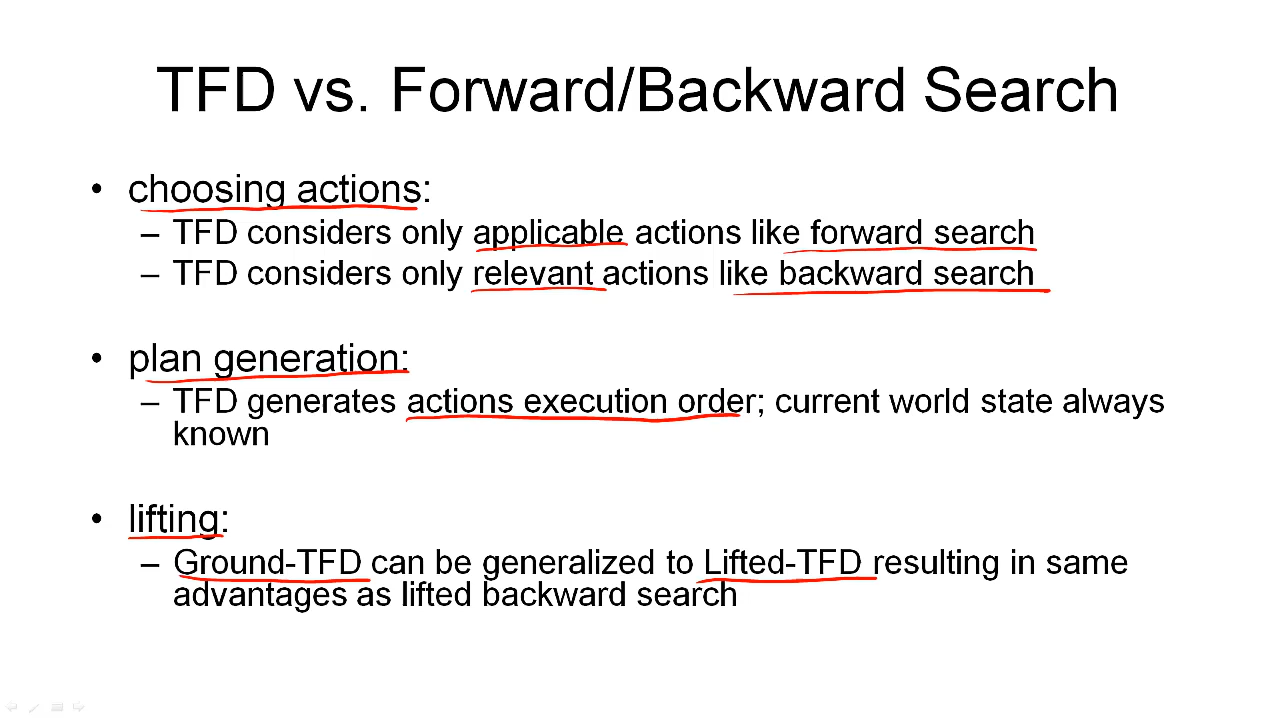 TFD vs. Forward/Backward Search
• choosing actions:
– TFD considers only applicable actions like forward search
– TFD considers only relevant actions like backward search
• plan generation:
– TFD generates actions execution order; current world state always
known
• lifting:
– Ground-TFD can be generalized to Lifted-TFD resulting in same
advantages as lifted backward search